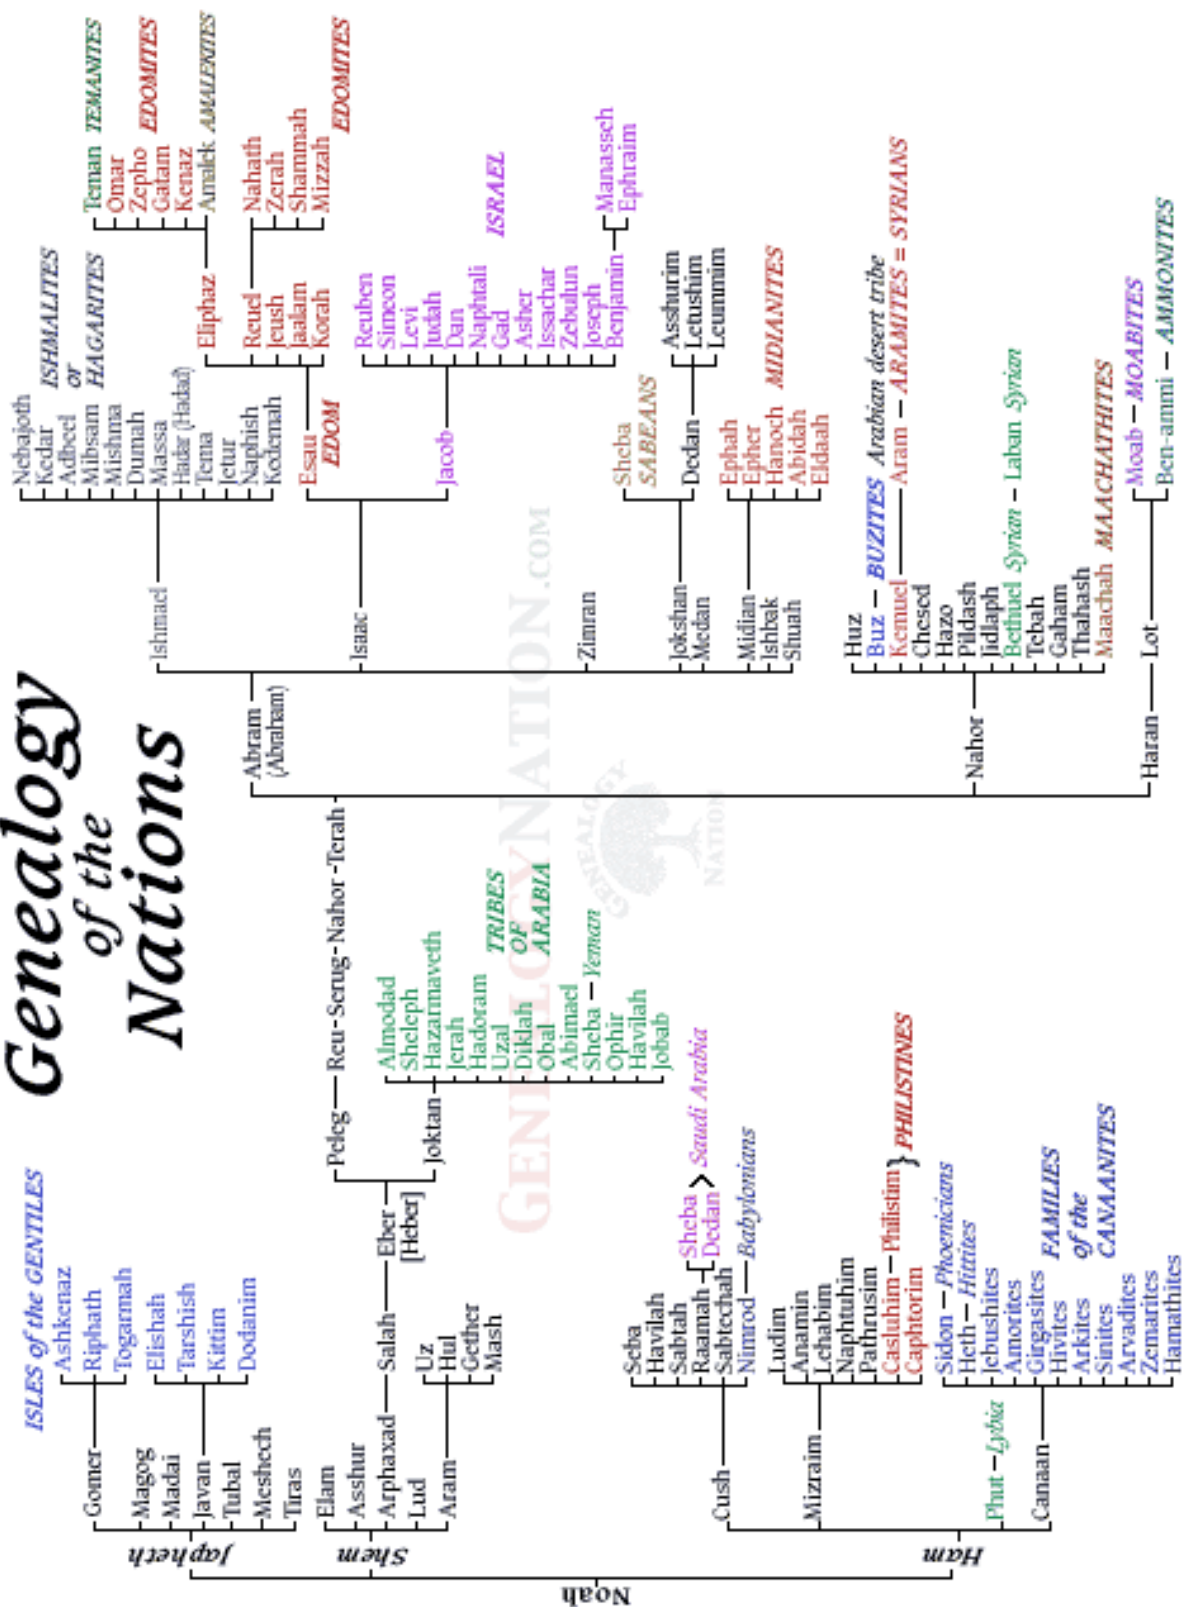 Genealogy
of the
Nations
Noah
Japheth
Gomer
Ashkenaz
Riphath
Togarmah
ISLES of the GENTILES
Magog
Madai
Javan
Elishah
Tarshish
Kittim
Dodanim
Tubal
Meshech
Tiras
Shem
Elam
Asshur
Arphaxad
Salah
Eber
[Heber]
Peleg
Reu
Serug
Nahor
Terah
Joktan
Almodad
Sheleph
Hazarmaveth
Jerah
Hadoram
Uzal
Diklah
Obal
Abimael
Sheba
Yeman
Ophir
Havilah
Jobab
TRIBES
OF
ARABIA
Lud
Aram
Uz
Hul
Gether
Mash
Abram
(Abraham)
Ishmael
Nebajoth
Kedar
Adbeel
Mibsam
Mishma
Dumah
Massa
Hadar (Hadad)
Tema
Jetur
Naphish
Kedemah
ISHMALITES
or
HAGARITES
Isaac
Esau
EDOM
Eliphaz
Teman TEMANITES
Omar
Zepho
Gatam
Kenaz
EDOMITES
Amalek AMALEKITES
Reuel
Nahath
Zerah
Shammah
Mizzah
EDOMITES
Jeush
Jaalam
Korah
Jacob
Reuben
Simeon
Levi
Judah
Dan
Naphtali
Gad
Asher
Issachar
Zebulun
Joseph
Benjamin
ISRAEL
Manasseh
Ephraim
Zimran
Jokshan
Sheba
SABEANS
Dedan
Asshurim
Letushim
Leummim
Medan
Midian
Ephah
Epher
Hanoch
Abidah
Eldaah
MIDIANITES
Ishbak
Shuah
Nahor
Huz
Buz
BUZITES Arabian desert tribe
Kemuel
Aram
ARAMITES = SYRIANS
Chesed
Hazo
Pildash
Jidlaph
Bethuel Syrian
Laban Syrian
Tebah
Gaham
Thahash
Maachah MAACHATHITES
Haran
Lot
Moab
MOABITES
Ben-ammi
AMMONITES
Ham
Cush
Seba
Havilah
Sabtah
Raamah
Sheba
Dedan
Saudi Arabia
Sabtechah
Nimrod
Babylonians
Mizraim
Ludim
Anamin
Lehabim
Naphtuhim
Pathrusim
Casluhim
Philistim
Caphtorim
PHILISTINES
Phut
Lybia
Canaan
Sidon
Phoenicians
Heth
Hittites
Jebushites
Amorites
Girgasites
Hivites
Arkites
Sinites
Arvadites
Zemarites
Hamathites
FAMILIES
of the
CANAANITES
GENEALOGYNATION.COM
GENEALOGY
NATION